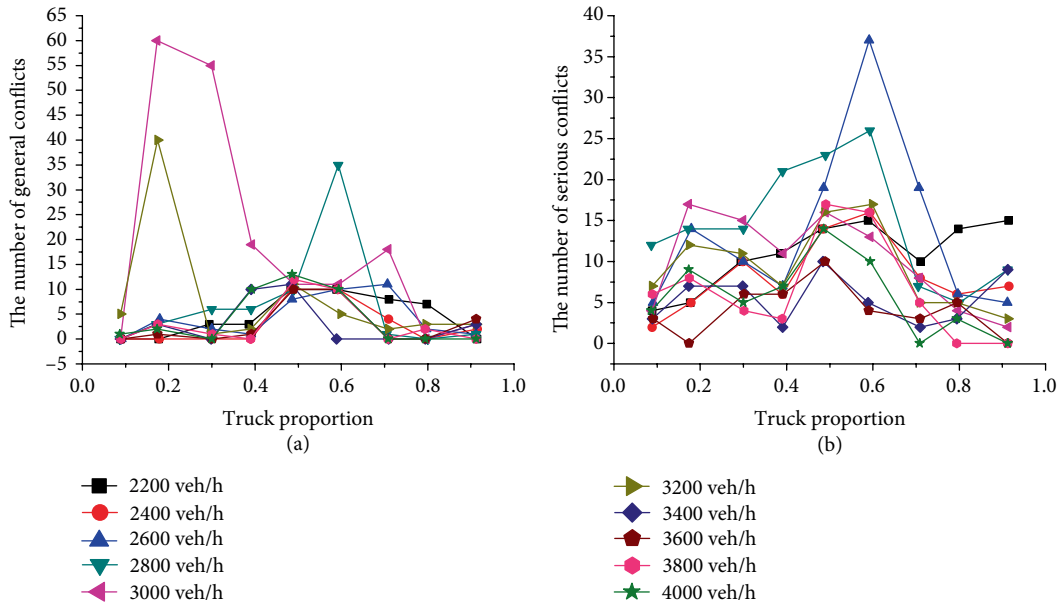 65
60
55
50
45
40
35
30
25
20
15
10
5
0
−5
The number of general conflicts
0.0 0.2 0.4 0.6 0.8 1.0
Truck proportion
(a)
40
35
30
25
20
15
10
5
0
The number of serious conflicts
0.0 0.2 0.4 0.6 0.8 1.0
Truck proportion
(b)
2200 veh/h
2400 veh/h
2600 veh/h
2800 veh/h
3000 veh/h
3200 veh/h
3400 veh/h
3600 veh/h
3800 veh/h
4000 veh/h